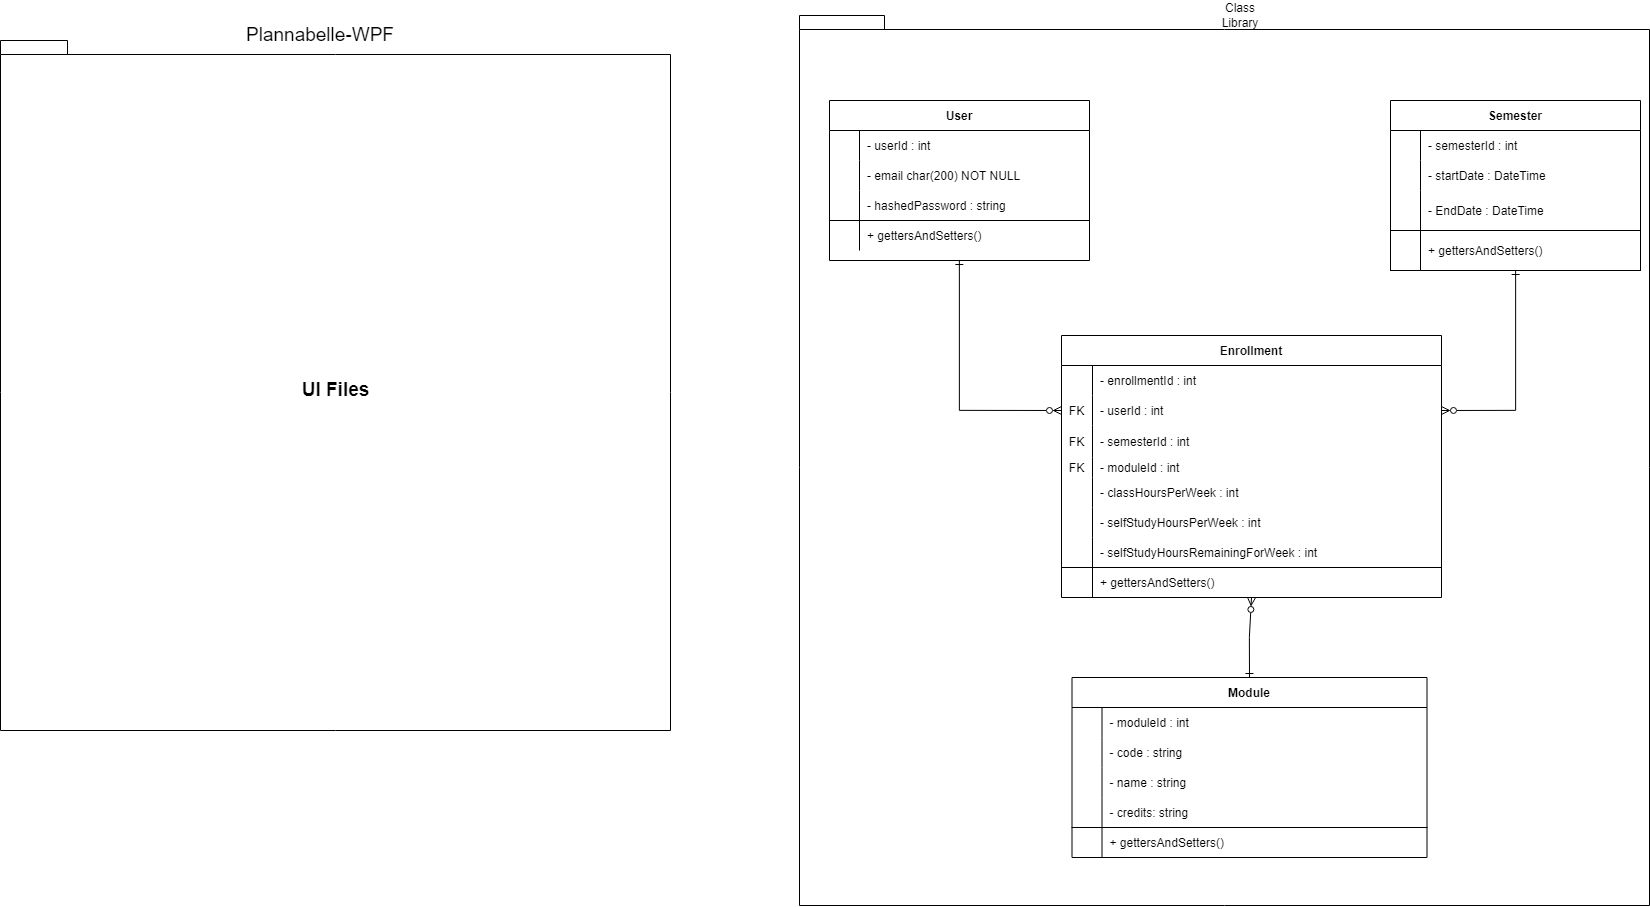 Plannabelle-WPF
UI Files
Class
Library
User
- userId : int
- email char(200) NOT NULL
- hashedPassword : string
+ gettersAndSetters()
Semester
- semesterId : int
- startDate : DateTime
- EndDate : DateTime
+ gettersAndSetters()
Enrollment
- enrollmentId : int
FK - userId : int
FK - semesterId : int
FK - moduleId : int
- classHoursPerWeek : int
- selfStudyHoursPerWeek : int
- selfStudyHoursRemainingForWeek : int
+ gettersAndSetters()
Module
- moduleId : int
- code : string
- name : string
- credits: string
+ gettersAndSetters()